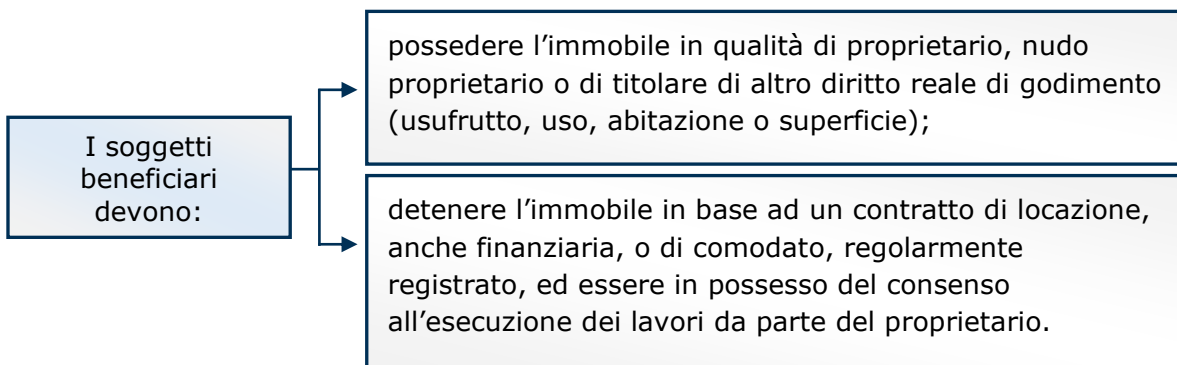 I soggetti
beneficiari
devono:
possedere l’immobile in qualità di proprietario, nudo
proprietario o di titolare di altro diritto reale di godimento
(usufrutto, uso, abitazione o superficie);
detenere l’immobile in base ad un contratto di locazione,
anche finanziaria, o di comodato, regolarmente
registrato, ed essere in possesso del consenso
all’esecuzione dei lavori da parte del proprietario.